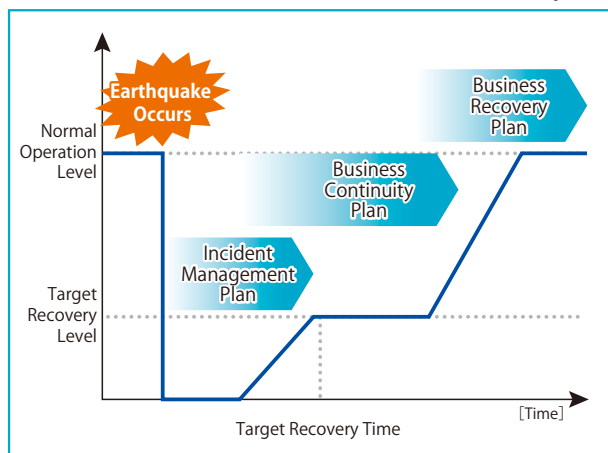 Earthquake
Occurs
Business
Recovery
Plan
Normal
Operation
Level
Business
Continuity
Plan
Incident
Management
Plan
Target
Recovery
Level
[Time]
Target Recovery Time